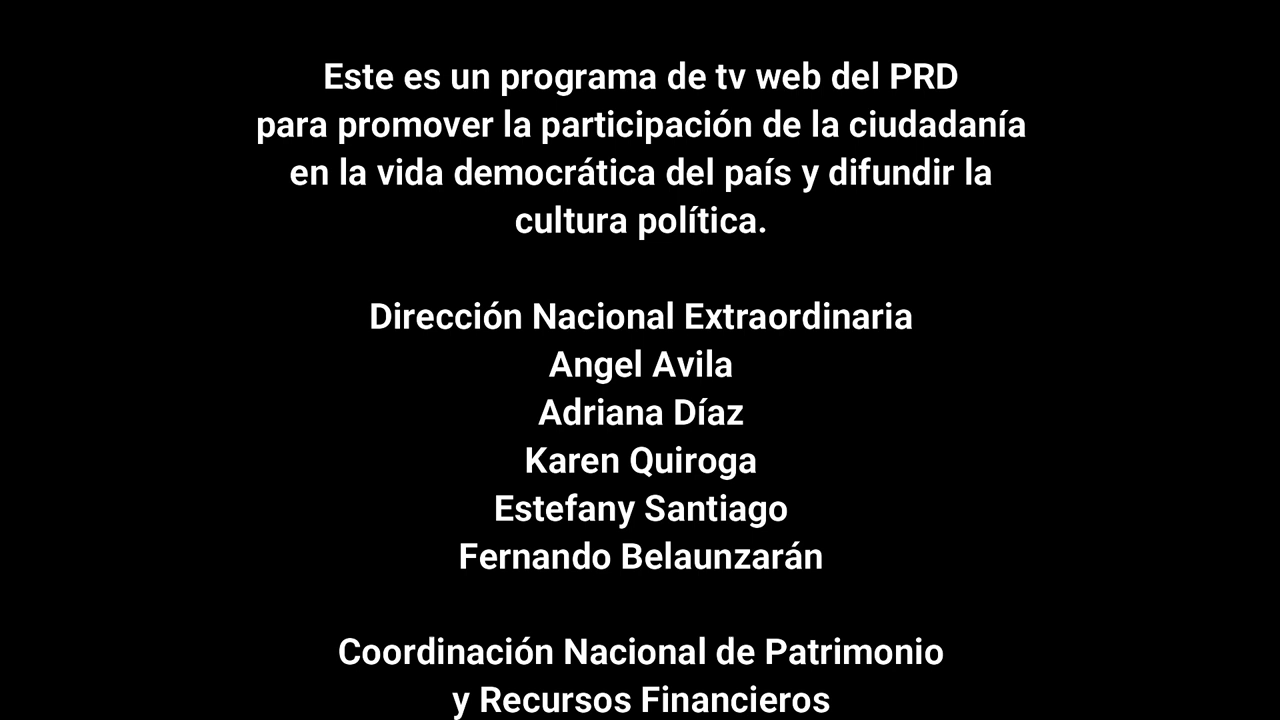 Este es un programa de tv web del PRD
para promover la participación de la ciudadanía
en la vida democrática del país y difundir la
cultura política.
Dirección Nacional Extraordinaria
Angel Avila
Adriana Díaz
Karen Quiroga
Estefany Santiago
Fernando Belaunzarán
Coordinación Nacional de Patrimonio
y Recursos Financieros